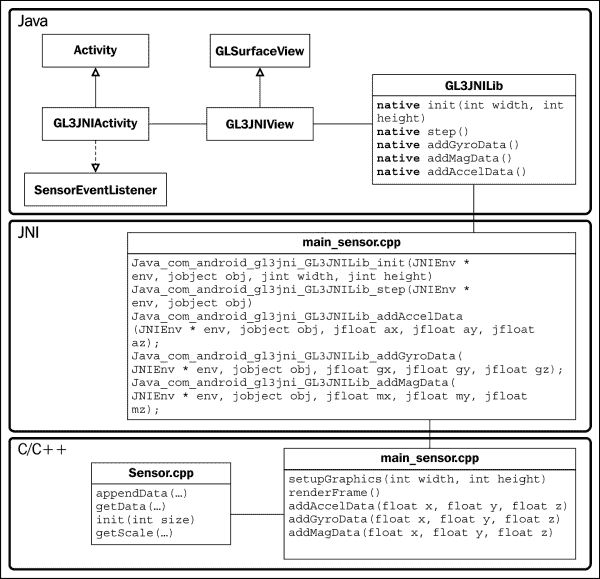 Java
Activity
GLSurfaceView
GL3JNILib
native init(int width, int
height)
native step()
native addGyroData()
native addMagData()
native addAccelData()
GL3JNIActivity
GL3JNIView
SensorEventListener
JNI
main_sensor.cpp
Java_com_android_gl3jni_GL3JNILib_init(JNIEnv *
env, jobject obj, jint width, jint height)
Java_com_android_gl3jni_GL3JNILib_step(JNIEnv *
env, jobject obj)
Java_com_android_gl3jni_GL3JNILib_addAccelData
(JNIEnv * env, jobject obj, jfloat ax, jfloat ay, jfloat
az);
Java_com_android_gl3jni_GL3JNILib_addGyroData(
JNIEnv * env, jobject obj, jfloat gx, jfloat gy, jfloat gz);
Java_com_android_gl3jni_GL3JNILib_addMagData(
JNIEnv * env, jobject obj, jfloat mx, jfloat my, jfloat
mz);
C/C++
Sensor.cpp
appendData(…)
getData(…)
init(int size)
getScale(…)
main_sensor.cpp
setupGraphics(int width, int height)
renderFrame()
addAccelData(float x, float y, float z)
addGyroData(float x, float y, float z)
addMagData(float x, float y, float z)